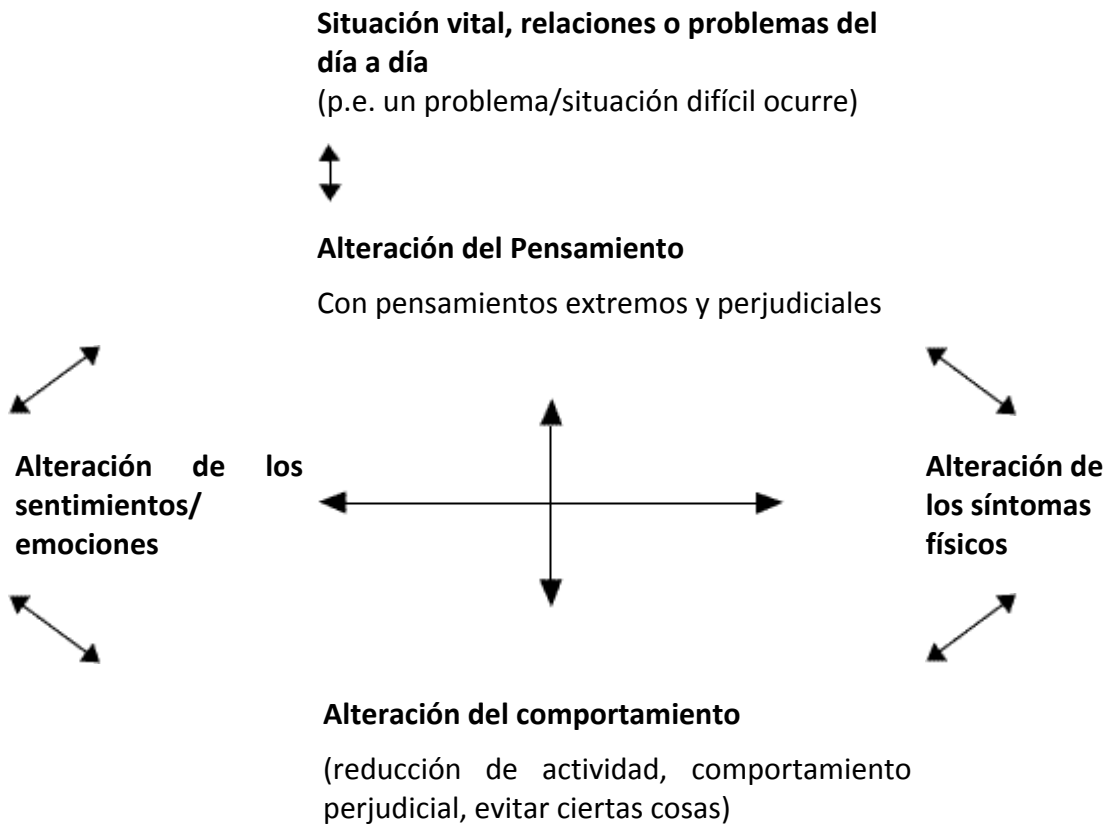 Situación vital, relaciones o problemas del
día a día
(p.e. un problema/situación difícil ocurre)
Alteración del Pensamiento
Con pensamientos extremos y perjudiciales
Alteración de los
sentimientos/
emociones
Alteración de
los síntomas
físicos
Alteración del comportamiento
(reducción de actividad, comportamiento
perjudicial, evitar ciertas cosas)